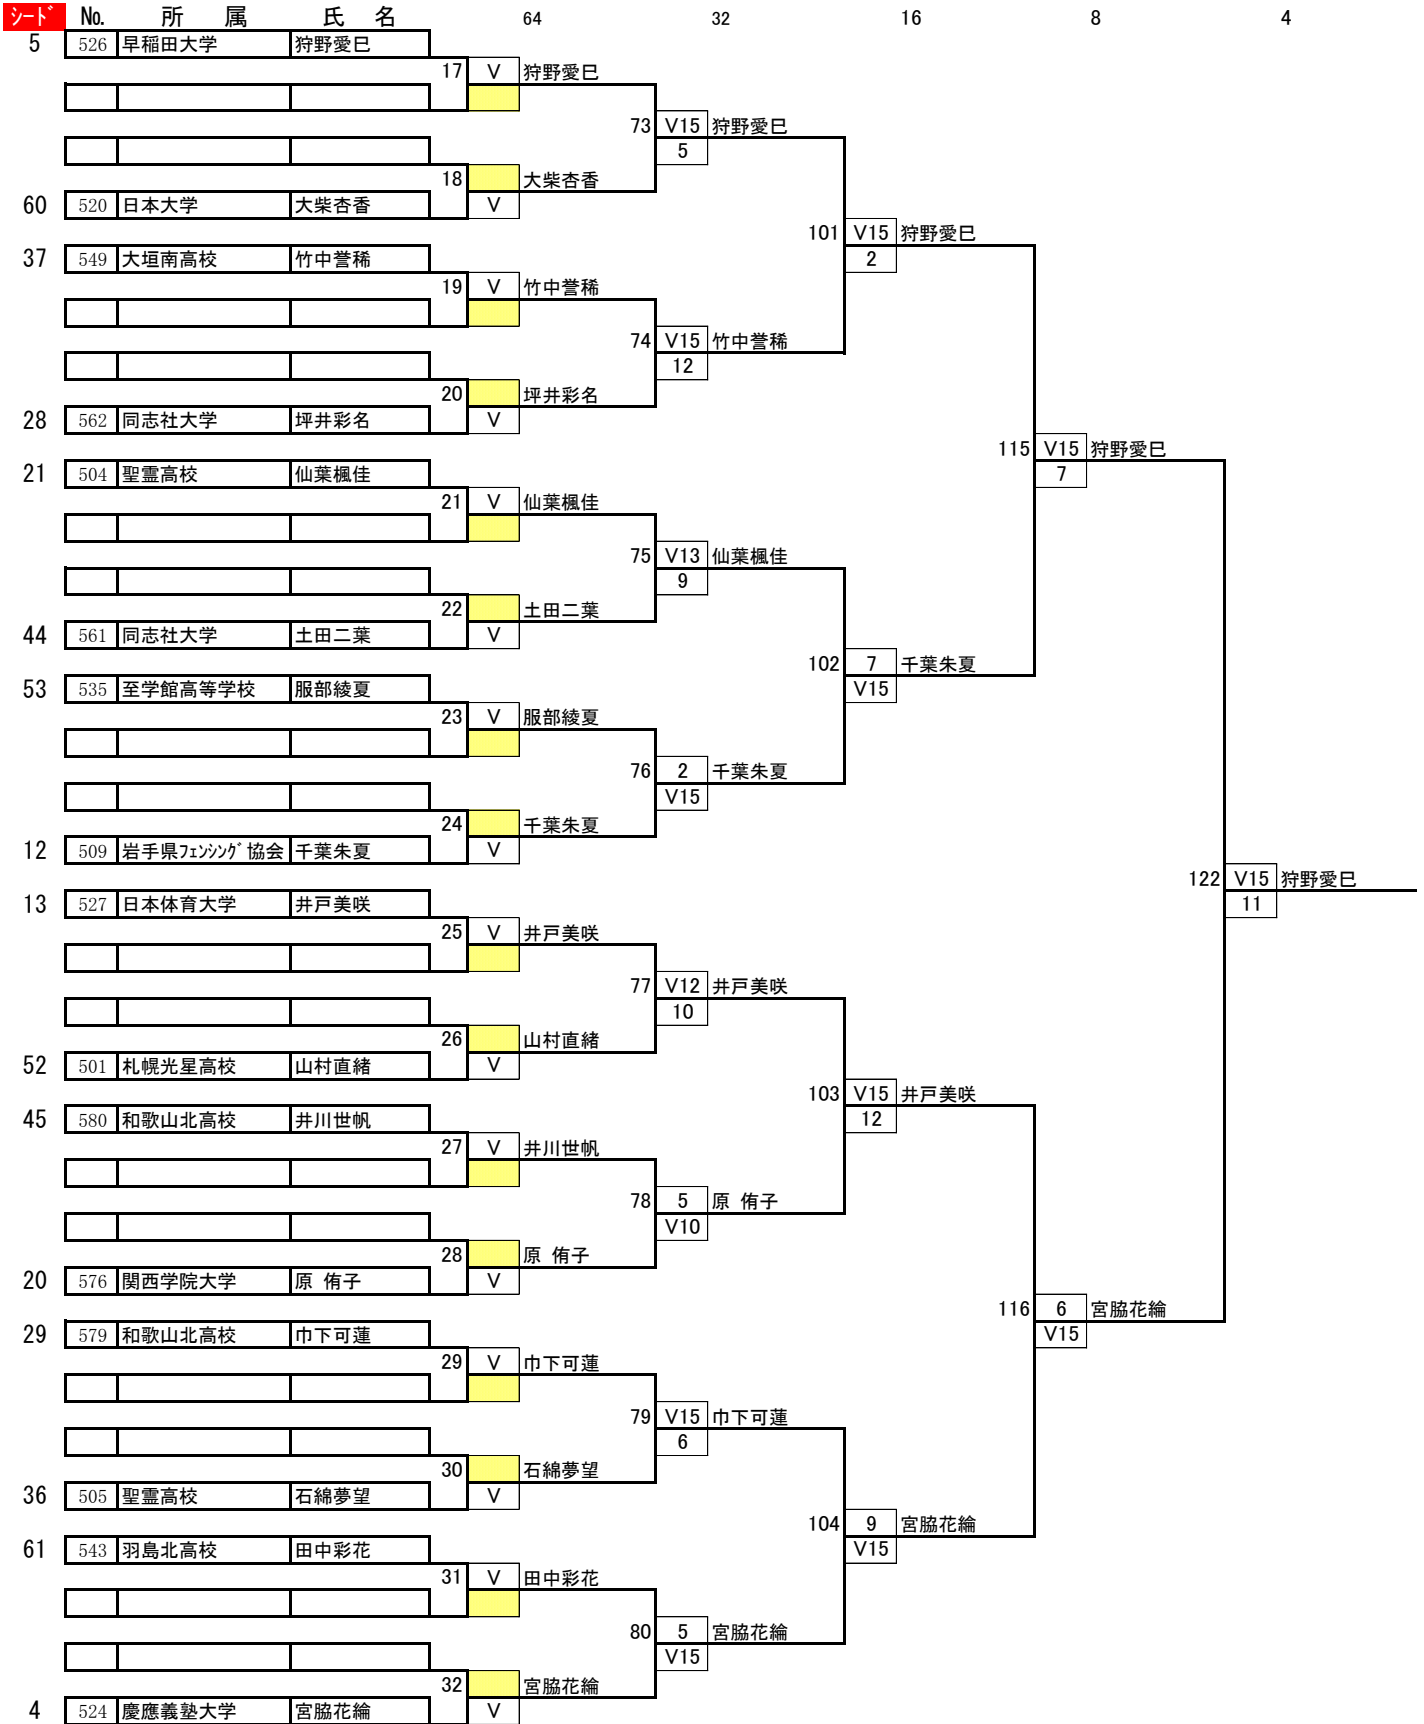 ｼｰﾄﾞ No. 所 属 氏 名 64 32 16 8 4
5 526 早稲田大学 狩野愛巳
17 V 狩野愛巳
73 V15 狩野愛巳
5
18 大柴杏香
60 520 日本大学 大柴杏香 V
101 V15 狩野愛巳
37 549 大垣南高校 竹中誉稀 2
19 V 竹中誉稀
74 V15 竹中誉稀
12
20 坪井彩名
28 562 同志社大学 坪井彩名 V
115 V15 狩野愛巳
21 504 聖霊高校 仙葉楓佳 7
21 V 仙葉楓佳
75 V13 仙葉楓佳
9
22 土田二葉
44 561 同志社大学 土田二葉 V
102 7 千葉朱夏
53 535 至学館高等学校 服部綾夏 V15
23 V 服部綾夏
76 2 千葉朱夏
V15
24 千葉朱夏
12 509 岩手県ﾌｪﾝｼﾝｸﾞ協会 千葉朱夏 V
122 V15 狩野愛巳
13 527 日本体育大学 井戸美咲 11
25 V 井戸美咲
77 V12 井戸美咲
10
26 山村直緒
52 501 札幌光星高校 山村直緒 V
103 V15 井戸美咲
45 580 和歌山北高校 井川世帆 12
27 V 井川世帆
78 5 原 侑子
V10
28 原 侑子
20 576 関西学院大学 原 侑子 V
116 6 宮脇花綸
29 579 和歌山北高校 巾下可蓮 V15
29 V 巾下可蓮
79 V15 巾下可蓮
6
30 石綿夢望
36 505 聖霊高校 石綿夢望 V
104 9 宮脇花綸
61 543 羽島北高校 田中彩花 V15
31 V 田中彩花
80 5 宮脇花綸
V15
32 宮脇花綸
4 524 慶應義塾大学 宮脇花綸 V